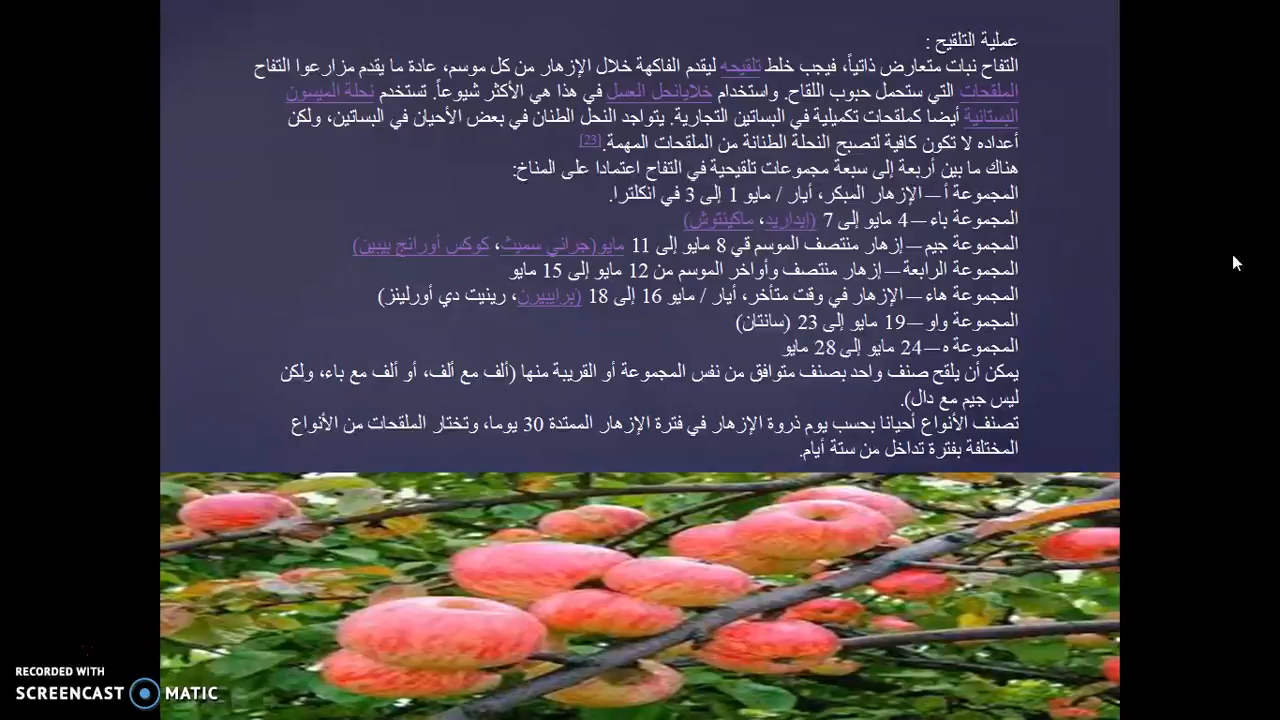 عملية التلقيح :
التفاح نبات متعارض ذاتياً، فيجب خلط تلقيحه ليقدم الفاكهة خلال الإزهار من كل موسم، عادة ما يقدم مزارعوا التفاح
الملقحات التي ستحمل حبوب اللقاح. واستخدام خلايانحل العسل في هذا هي الأكثر شيوعاً. تستخدم نحلة الميسون
البستانية أيضا كملقحات تكميلية في البساتين التجارية. يتواجد النحل الطنان في بعض الأحيان في البساتين، ولكن
أعداده لا تكون كافية لتصبح النحلة الطنانة من الملقحات المهمة.[23]
هناك ما بين أربعة إلى سبعة مجموعات تلقيحية في التفاح اعتمادا على المناخ:
المجموعة أ—الإزهار المبكر، أيار / مايو 1 إلى 3 في انكلترا.
المجموعة باء—4 مايو إلى 7 (إيداريد، ماكينتوش)
المجموعة جيم—إزهار منتصف الموسم في 8 مايو إلى 11 مايو(جراني سميث، كوكس أورانج بيبين)
المجموعة الرابعة—إزهار منتصف وأواخر الموسم من 12 مايو إلى 15 مايو
المجموعة هاء—الإزهار في وقت متأخر، أيار / مايو 16 إلى 18 (برايبيرن، رينيت دي أورلينز)
المجموعة واو—19 مايو إلى 23 (سانتان)
المجموعة ه—24 مايو إلى 28 مايو
يمكن أن يلقح صنف واحد بصنف متوافق من نفس المجموعة أو القريبة منها (ألف مع ألف، أو ألف مع باء، ولكن
ليس جيم مع دال).
تصنف الأنواع أحيانا بحسب يوم ذروة الإزهار في فترة الإزهار الممتدة 30 يوما، وتختار الملقحات من الأنواع
المختلفة بفترة تداخل من ستة أيام.
RECORDED WITH
SCREENCAST MATIC